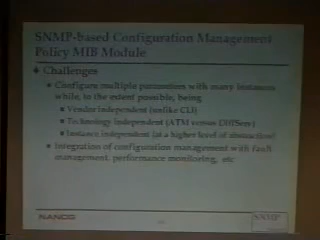 SNMP-based Configuration Management
Policy MIB Module
Challenges
Configure multiple parameters with many instances
while, to the extent possible, being
Vendor Independent (unlike CLI)
Technology Independent (ATM versus DiffServ)
Instance independent (at a higher level of abstraction)
Integration of configuration management with fault
management, performance monitoring, etc
SNMP